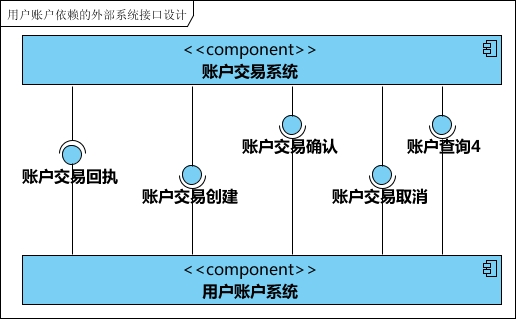 用户账户依赖的外部系统接口设计
<<component>>
账户交易系统
账户交易确认
账户查询4
账户交易回执
账户交易创建
账户交易取消
<<component>>
用户账户系统